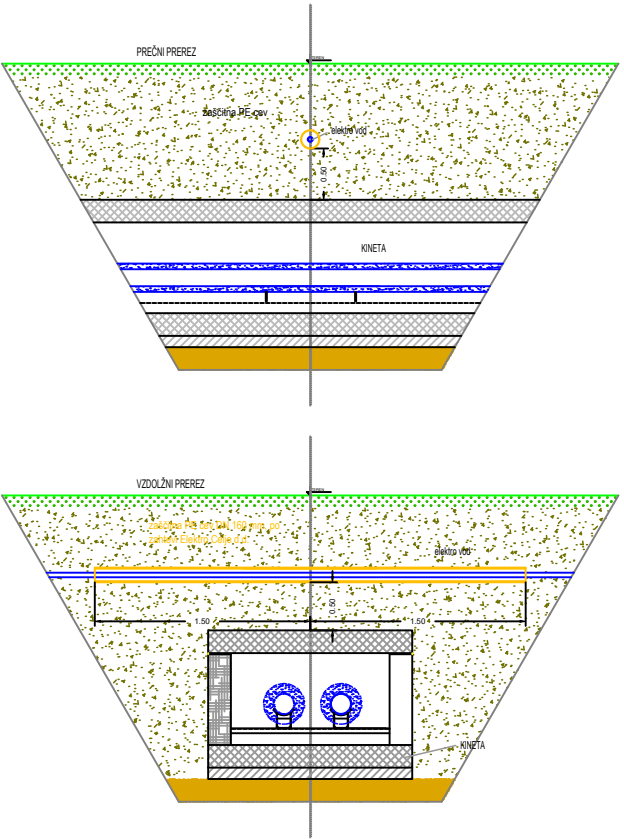 PREČNI PREREZ
zaščitna PE cev
elektro vod
0.50
KINETA
VZDOLŽNI PREREZ
zaščitna PE cev DN 160 mm, po
zahtevi Elektro Celje d.d.
elektro vod
0.50
1.50
1.50
KINETA